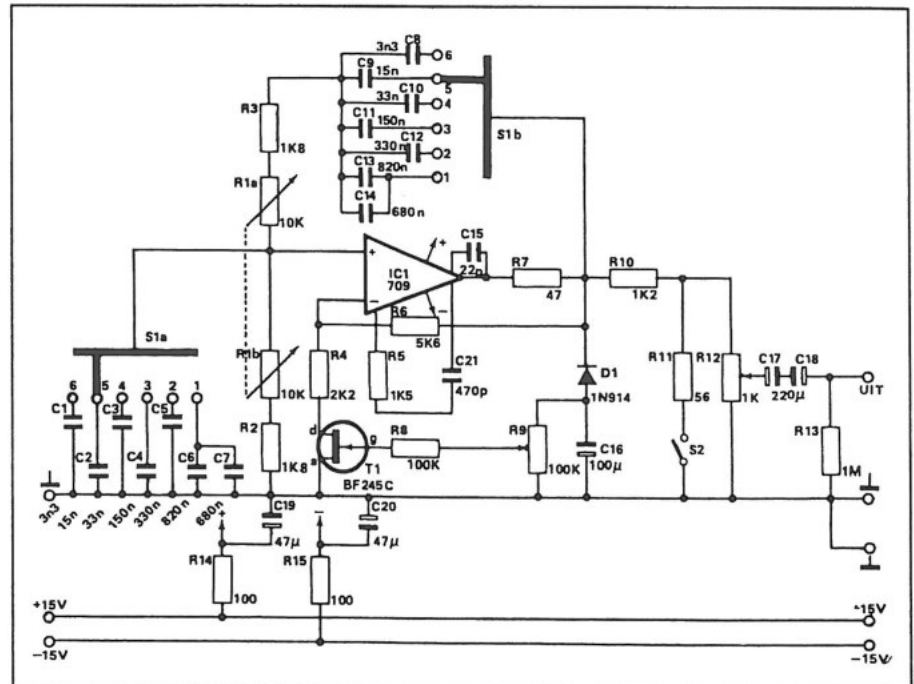 C8
3n3
6
C9
15n
5
C10
33n
4
C11
150n
3
C12
330n
2
C13
820n
1
C14
680n
S1b
R3
1K8
R1a
10K
C15
22p
+
+
IC1
709
−
−
R7
47
R10
1K2
R6
5K6
S1a
R1b
10K
R4
2K2
R5
1K5
C21
470p
D1
1N914
R11
56
R12
1K
C17
C18
220µ
UIT
6
5
4
3
2
1
C1
C3
C5
C2
C4
C6
C7
R2
1K8
d
g
s
T1
BF245C
R8
100K
R9
100K
C16
100µ
S2
R13
1M
3n3
15n
33n
150n
330n
820n
680n
+
C19
47µ
−
C20
47µ
R14
100
R15
100
+15V
-15V
−15V
−15V